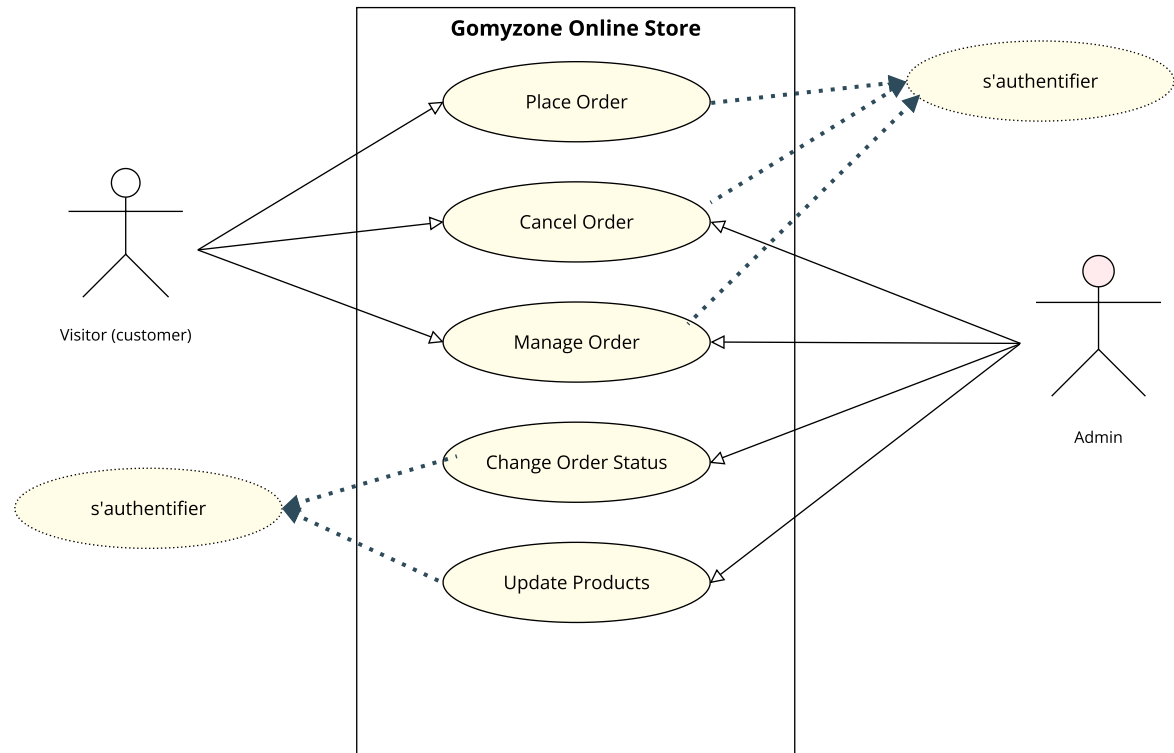 Gomyzone Online Store
Place Order
s'authentifier
Cancel Order
Visitor (customer)
Manage Order
Admin
Change Order Status
s'authentifier
Update Products